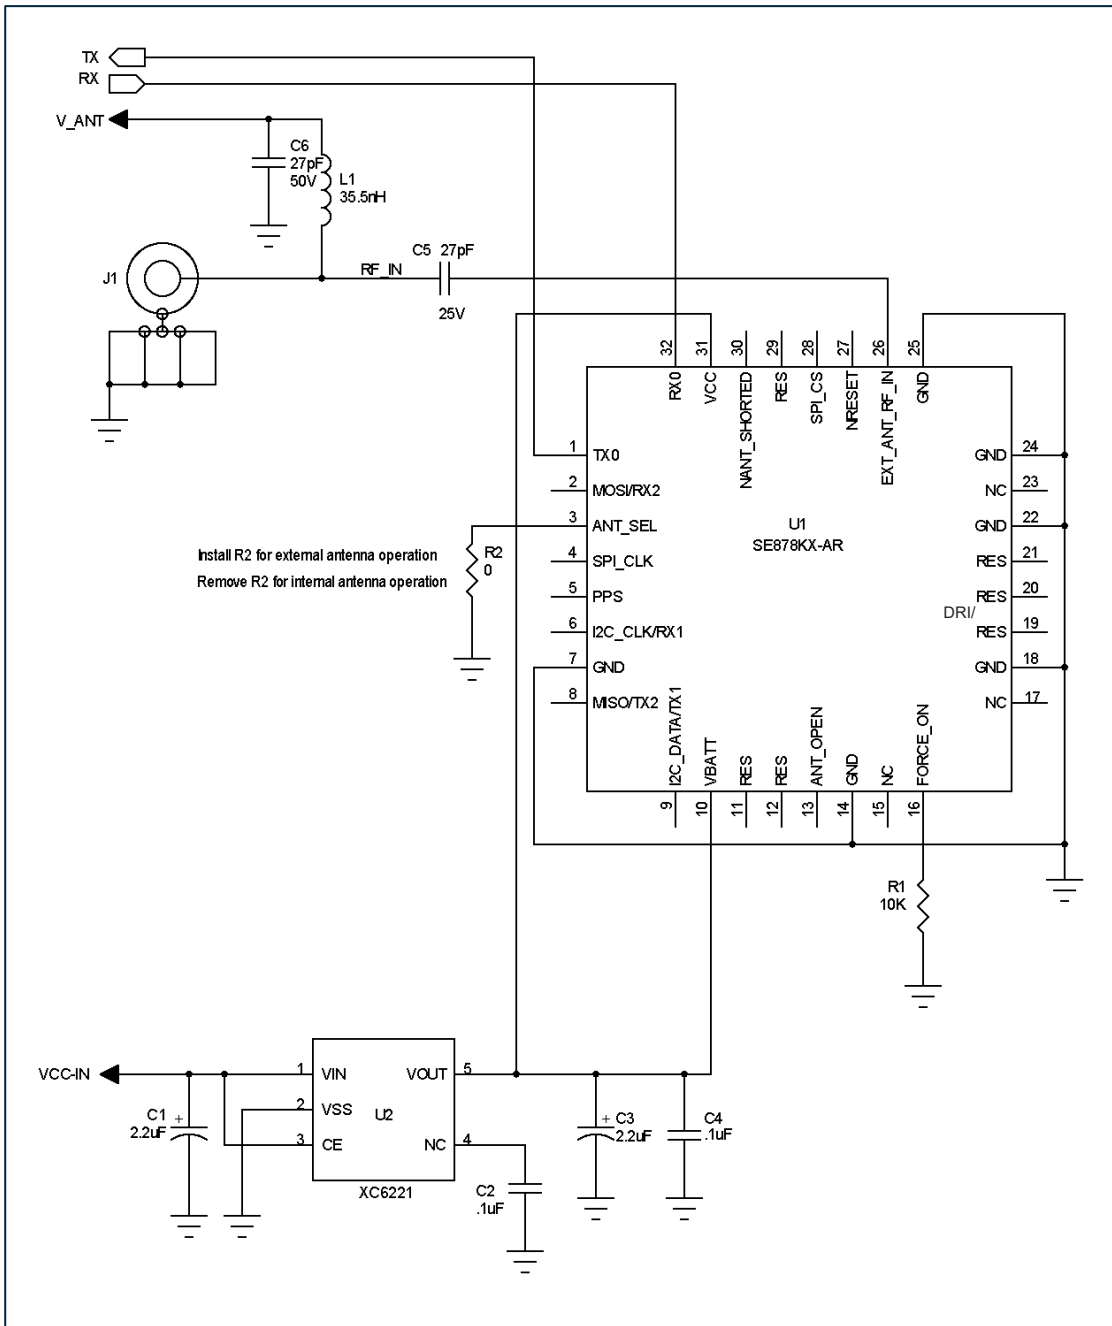 TX
RX
V_ANT
C6
27pF
50V
L1
35.5nH
J1
RF_IN
C5 27pF
25V
32
31
30
29
28
27
26
25
RX0
VCC
NANT_SHORTED
RES
SPI_CS
NRESET
EXT_ANT_RF_IN
GND
1 TX0
2 MOSI/RX2
3 ANT_SEL
4 SPI_CLK
5 PPS
6 I2C_CLK/RX1
7 GND
8 MISO/TX2
U1
SE878KX-AR
GND 24
NC 23
GND 22
RES 21
RES 20
DRI/
RES 19
GND 18
NC 17
Install R2 for external antenna operation
Remove R2 for internal antenna operation
R2
0
I2C_DATA/TX1
VBATT
RES
RES
ANT_OPEN
GND
NC
FORCE_ON
9
10
11
12
13
14
15
16
R1
10K
VCC-IN
C1 +
2.2uF
1 VIN
2 VSS
3 CE
U2
VOUT 5
NC 4
XC6221
C2
.1uF
+ C3
2.2uF
C4
.1uF